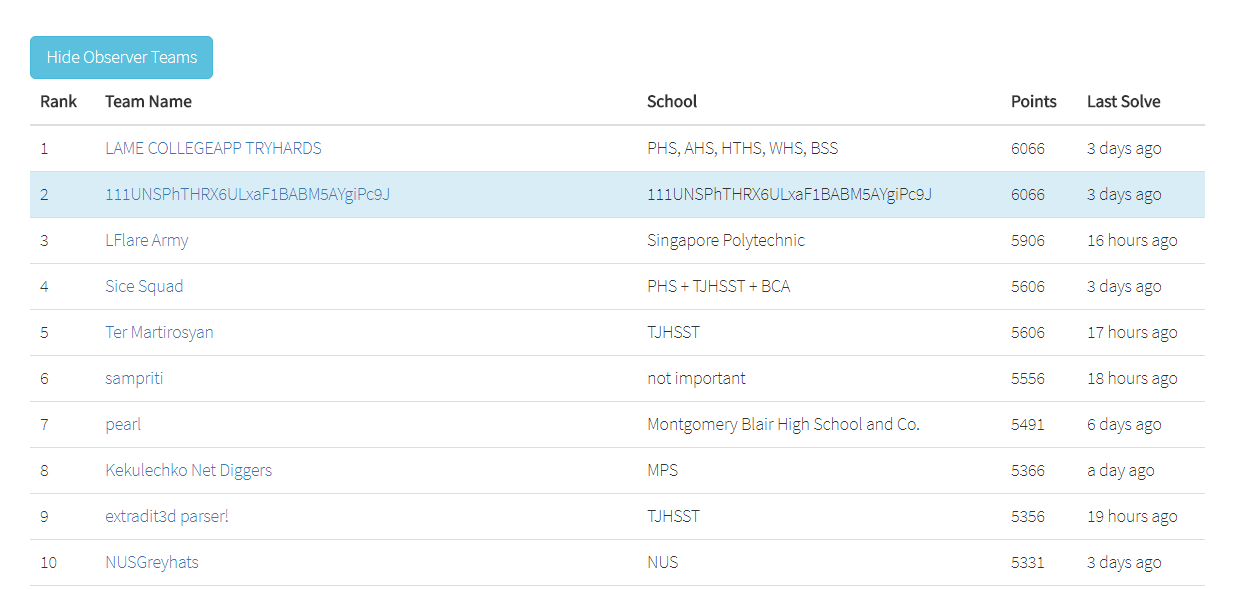 Hide Observer Teams
Rank Team Name School Points Last Solve
1 LAME COLLEGEAPP TRYHARDS PHS, AHS, HTHS, WHS, BSS 6066 3 days ago
2 111UNSPhTHRX6ULxaF1BABM5AYgiPc9J 111UNSPhTHRX6ULxaF1BABM5AYgiPc9J 6066 3 days ago
3 LFlare Army Singapore Polytechnic 5906 16 hours ago
4 Sice Squad PHS + TJHSST + BCA 5606 3 days ago
5 Ter Martirosyan TJHSST 5606 17 hours ago
6 sampriti not important 5556 18 hours ago
7 pearl Montgomery Blair High School and Co. 5491 6 days ago
8 Kekulechko Net Diggers MPS 5366 a day ago
9 extradit3d parser! TJHSST 5356 19 hours ago
10 NUSGreyhats NUS 5331 3 days ago